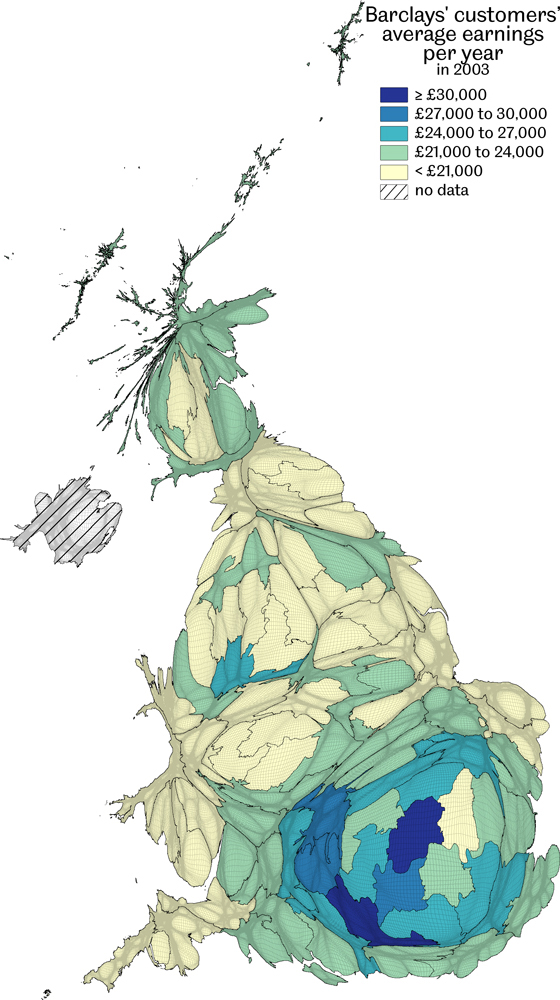 Barclays' customers'
average earnings
per year
in 2003
≥ £30,000
£27,000 to 30,000
£24,000 to 27,000
£21,000 to 24,000
< £21,000
no data